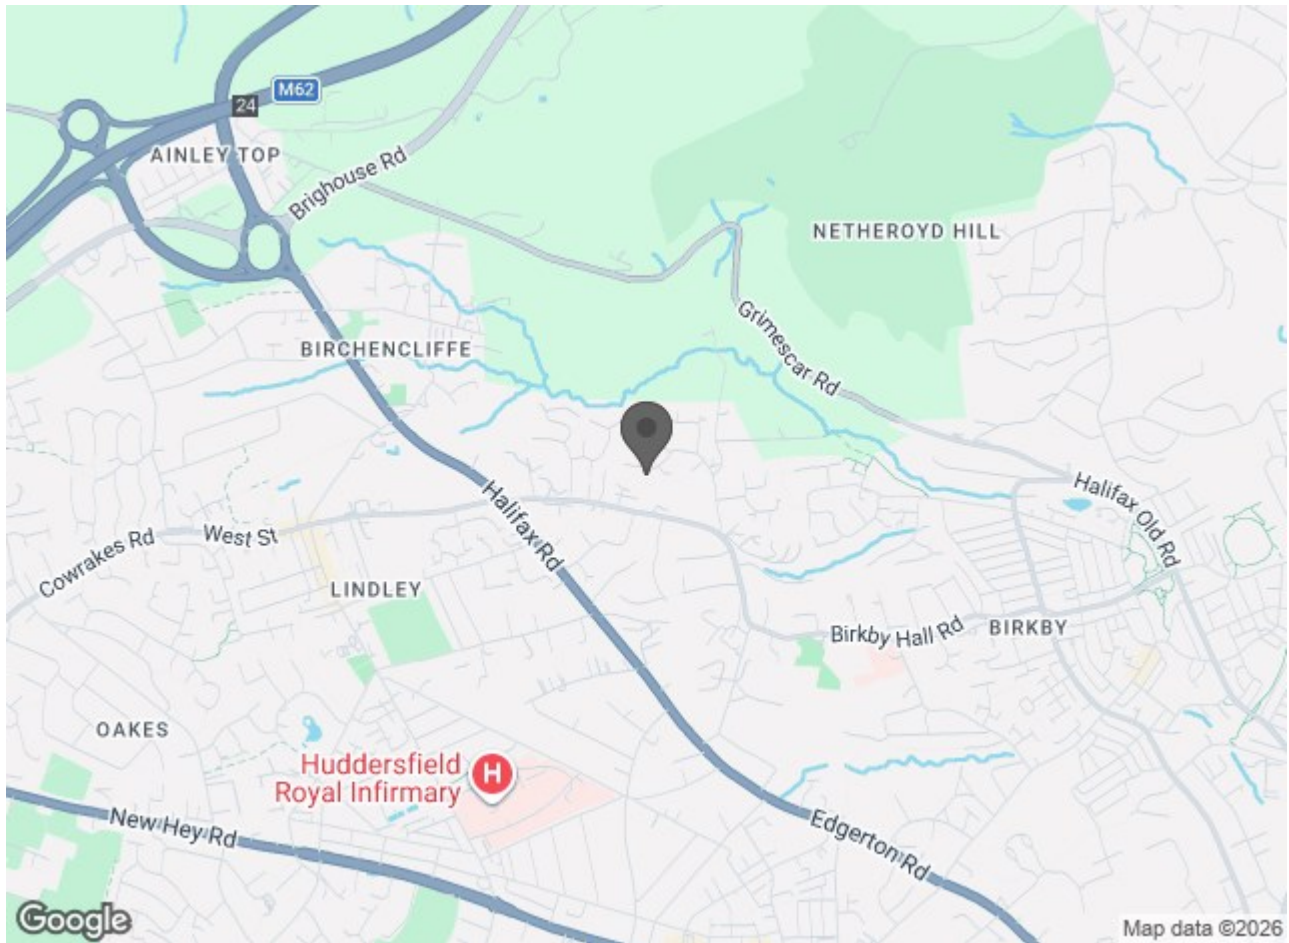 M62
24
AINLEY TOP
Brighouse Rd
NETHEROYD HILL
Grimescar Rd
BIRCHENCLIFFE
Halifax Rd
Halifax Old Rd
West St
Cowrakes Rd
LINDLEY
Birkby Hall Rd
BIRKBY
OAKES
Huddersfield
Royal Infirmary
H
New Hey Rd
Edgerton Rd
Google
Map data ©2026